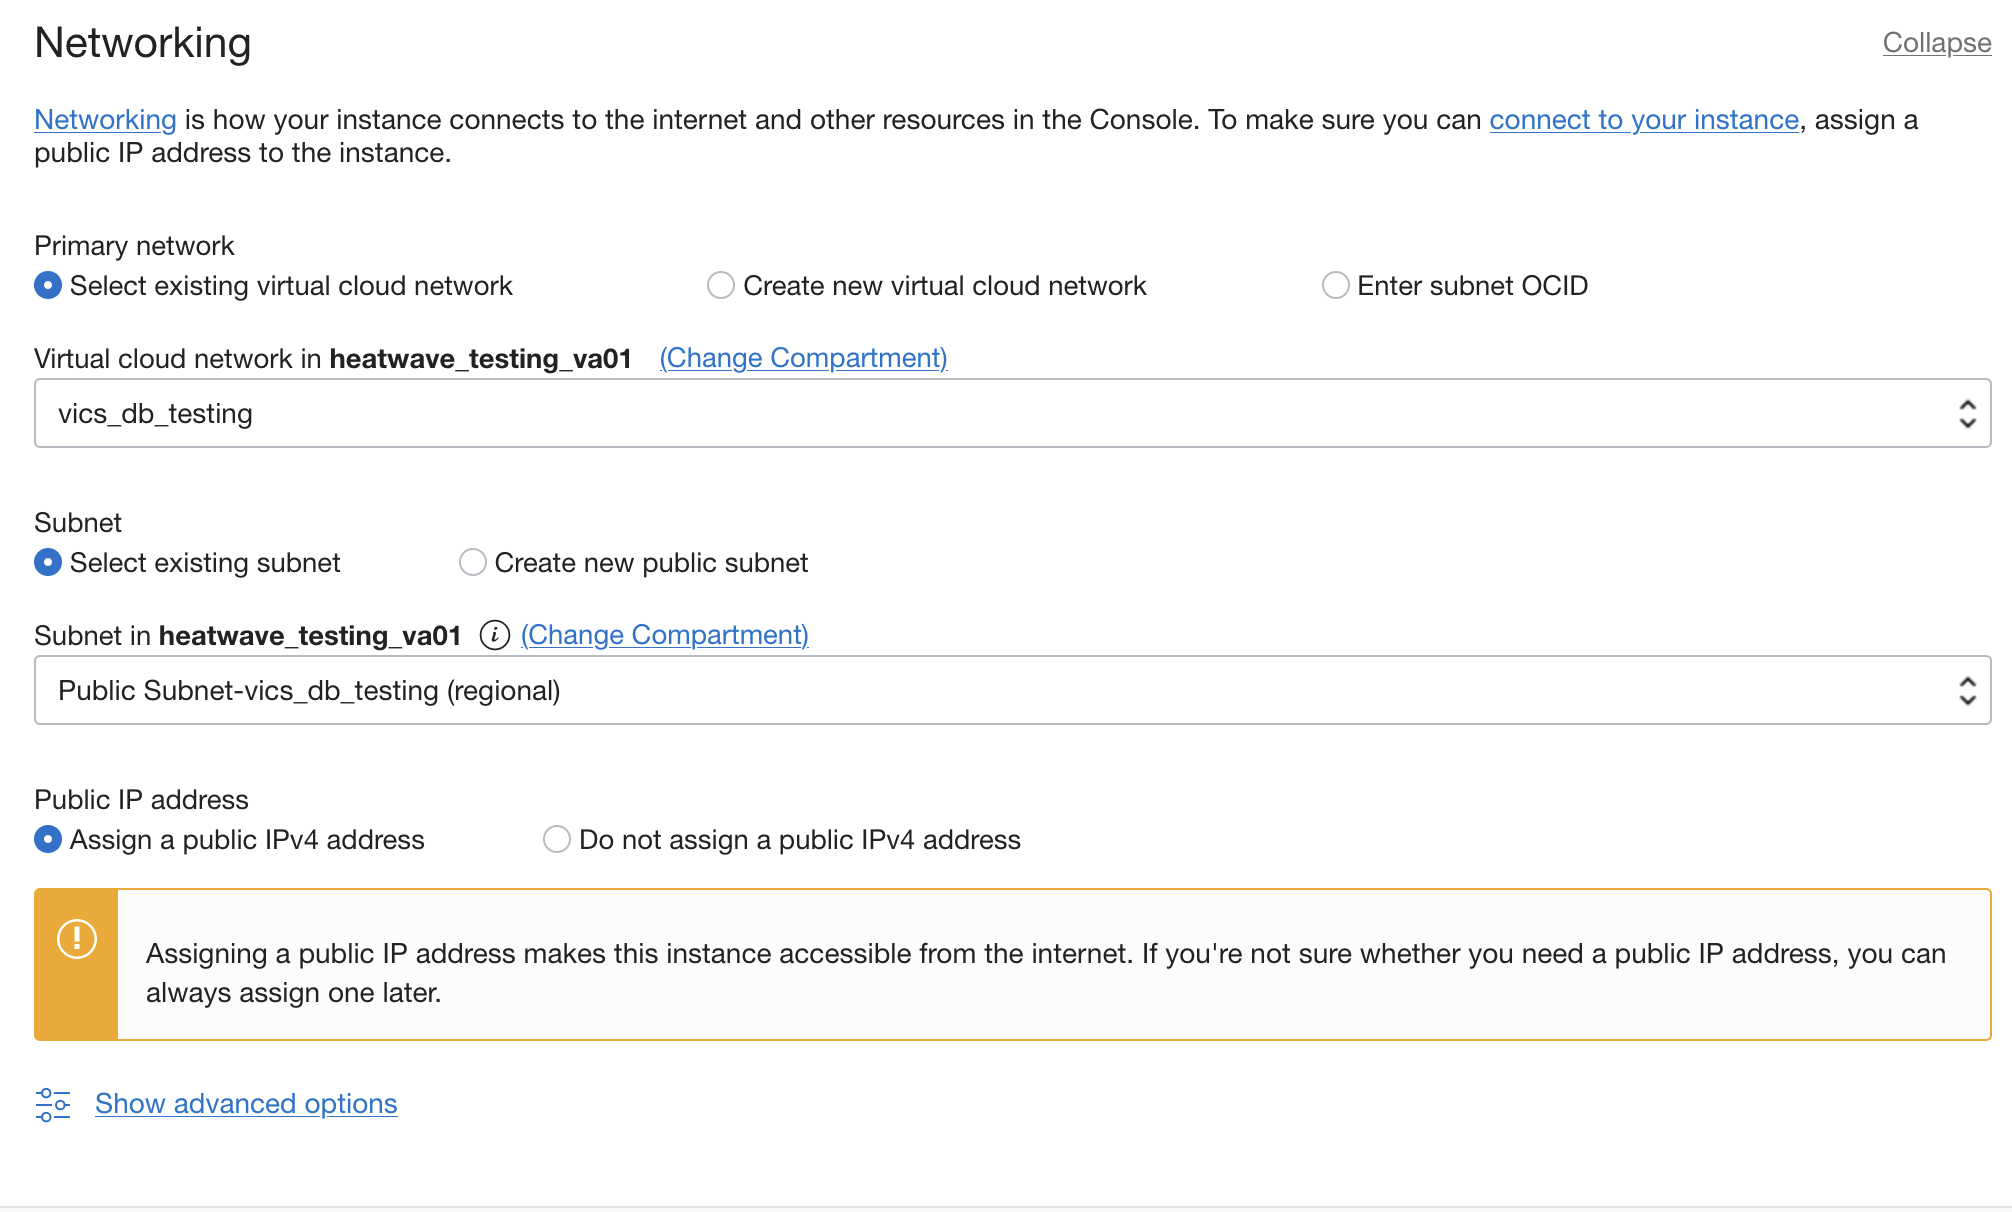 Networking
Collapse
Networking is how your instance connects to the internet and other resources in the Console. To make sure you can connect to your instance, assign a
public IP address to the instance.
Primary network
Select existing virtual cloud network
Create new virtual cloud network
Enter subnet OCID
Virtual cloud network in heatwave_testing_va01 (Change Compartment)
vics_db_testing
Subnet
Select existing subnet
Create new public subnet
Subnet in heatwave_testing_va01 i (Change Compartment)
Public Subnet-vics_db_testing (regional)
Public IP address
Assign a public IPv4 address
Do not assign a public IPv4 address
Assigning a public IP address makes this instance accessible from the internet. If you're not sure whether you need a public IP address, you can
always assign one later.
Show advanced options